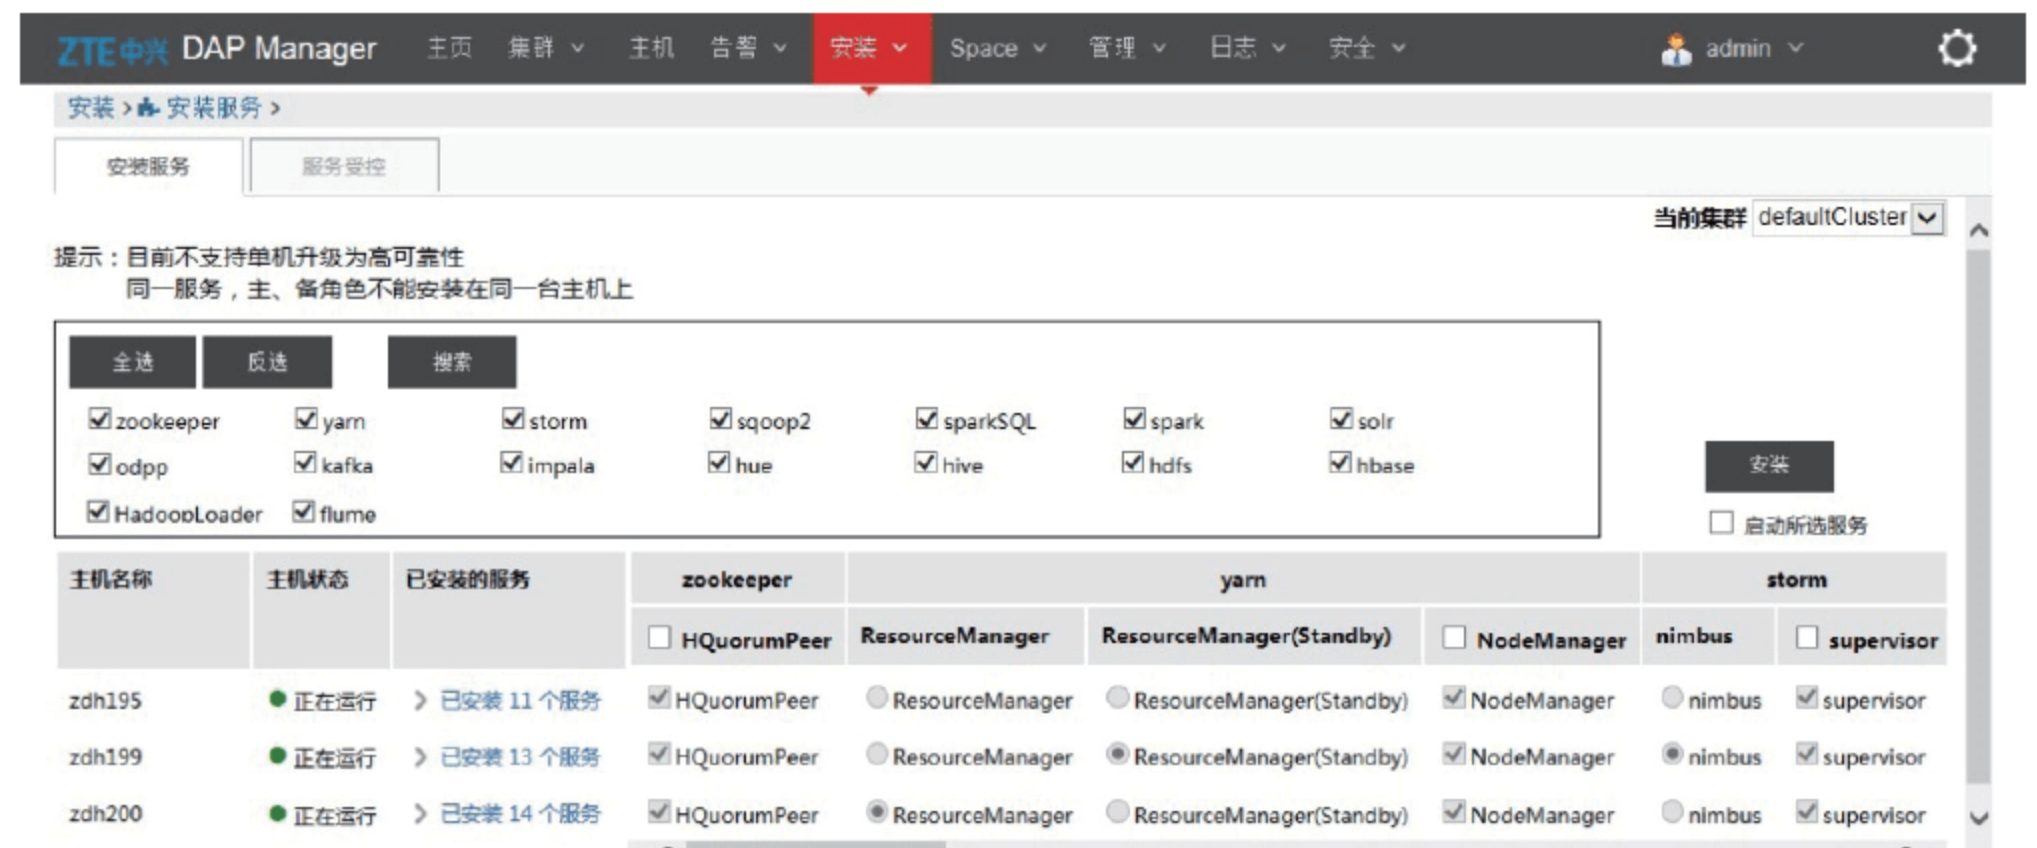 ZTE中兴 DAP Manager 主页 集群 主机 告警 安装 Space 管理 日志 安全 admin
安装 > 安装服务 >
安装服务 服务受控
当前集群 defaultCluster
提示：目前不支持单机升级为高可靠性
同一服务，主、备角色不能安装在同一台主机上
全选 反选 搜索
zookeeper yarn storm sqoop2 sparkSQL spark solr
odpp kafka impala hue hive hdfs hbase
安装
HadoopLoader flume
启动所选服务
主机名称 主机状态 已安装的服务 zookeeper yarn storm
HQuorumPeer ResourceManager ResourceManager(Standby) NodeManager nimbus supervisor
zdh195 正在运行 > 已安装 11 个服务 HQuorumPeer ResourceManager ResourceManager(Standby) NodeManager nimbus supervisor
zdh199 正在运行 > 已安装 13 个服务 HQuorumPeer ResourceManager ResourceManager(Standby) NodeManager nimbus supervisor
zdh200 正在运行 > 已安装 14 个服务 HQuorumPeer ResourceManager ResourceManager(Standby) NodeManager nimbus supervisor